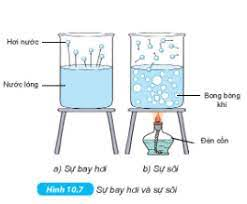 Hơi nước
Nước lỏng
Bong bóng
khí
Đèn cồn
a) Sự bay hơi
b) Sự sôi
Hình 10.7
Sự bay hơi và sự sôi